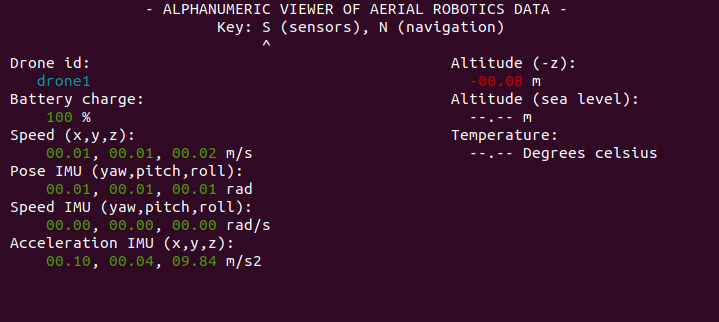 - ALPHANUMERIC VIEWER OF AERIAL ROBOTICS DATA -
Key: S (sensors), N (navigation)
^
Drone id:
drone1
Battery charge:
100 %
Speed (x,y,z):
00.01, 00.01, 00.02 m/s
Pose IMU (yaw,pitch,roll):
00.01, 00.01, 00.01 rad
Speed IMU (yaw,pitch,roll):
00.00, 00.00, 00.00 rad/s
Acceleration IMU (x,y,z):
00.10, 00.04, 09.84 m/s2
Altitude (-z):
-00.08 m
Altitude (sea level):
--.-- m
Temperature:
--.-- Degrees celsius